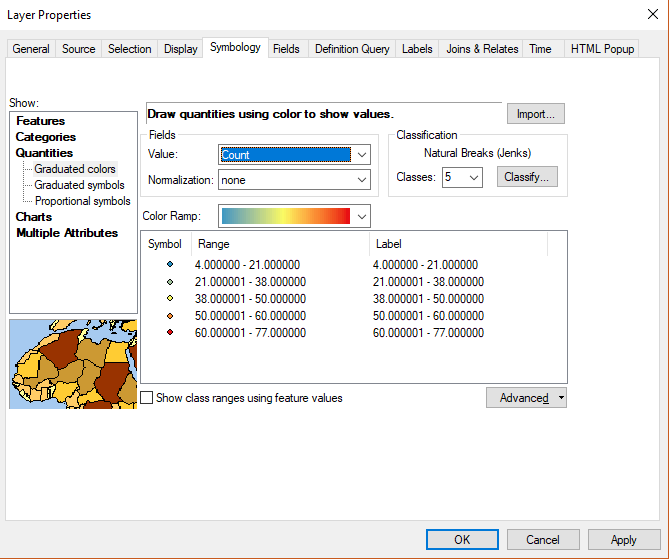 Layer Properties
General Source Selection Display Symbology Fields Definition Query Labels Joins & Relates Time HTML Popup
Show:
Features
Categories
Quantities
Graduated colors
Graduated symbols
Proportional symbols
Charts
Multiple Attributes
Draw quantities using color to show values.
Import...
Fields
Value: Count
Normalization: none
Classification
Natural Breaks (Jenks)
Classes: 5 Classify...
Color Ramp:
Symbol Range Label
4.000000 - 21.000000 4.000000 - 21.000000
21.000001 - 38.000000 21.000001 - 38.000000
38.000001 - 50.000000 38.000001 - 50.000000
50.000001 - 60.000000 50.000001 - 60.000000
60.000001 - 77.000000 60.000001 - 77.000000
Show class ranges using feature values
Advanced
OK Cancel Apply